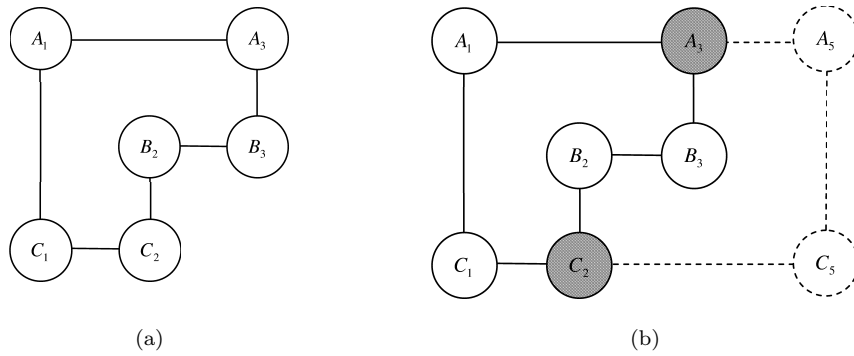 A₁ A₃ A₁ A₃ A₅
B₂ B₃ B₂ B₃
C₁ C₂ C₁ C₂ C₅
(a) (b)